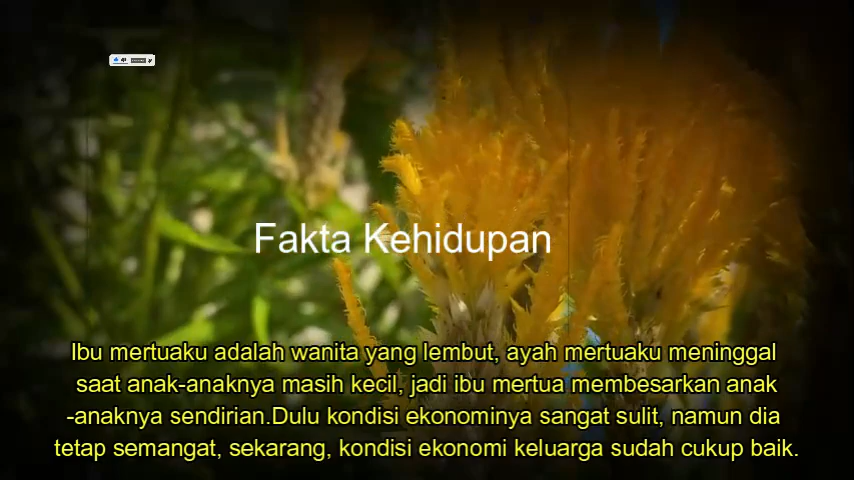 Fakta Kehidupan
Ibu mertuaku adalah wanita yang lembut, ayah mertuaku meninggal
saat anak-anaknya masih kecil, jadi ibu mertua membesarkan anak
-anaknya sendirian.Dulu kondisi ekonominya sangat sulit, namun dia
tetap semangat, sekarang, kondisi ekonomi keluarga sudah cukup baik.